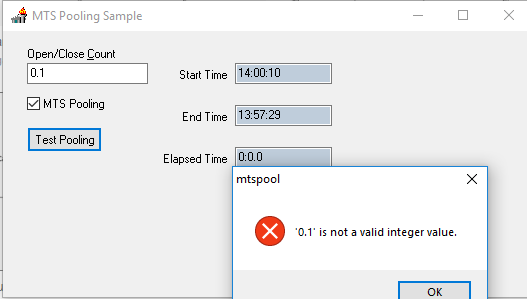 MTS Pooling Sample
Open/Close Count
0.1
Start Time 14:00:10
MTS Pooling
End Time 13:57:29
Test Pooling
Elapsed Time 0:0.0
mtspool
'0.1' is not a valid integer value.
OK